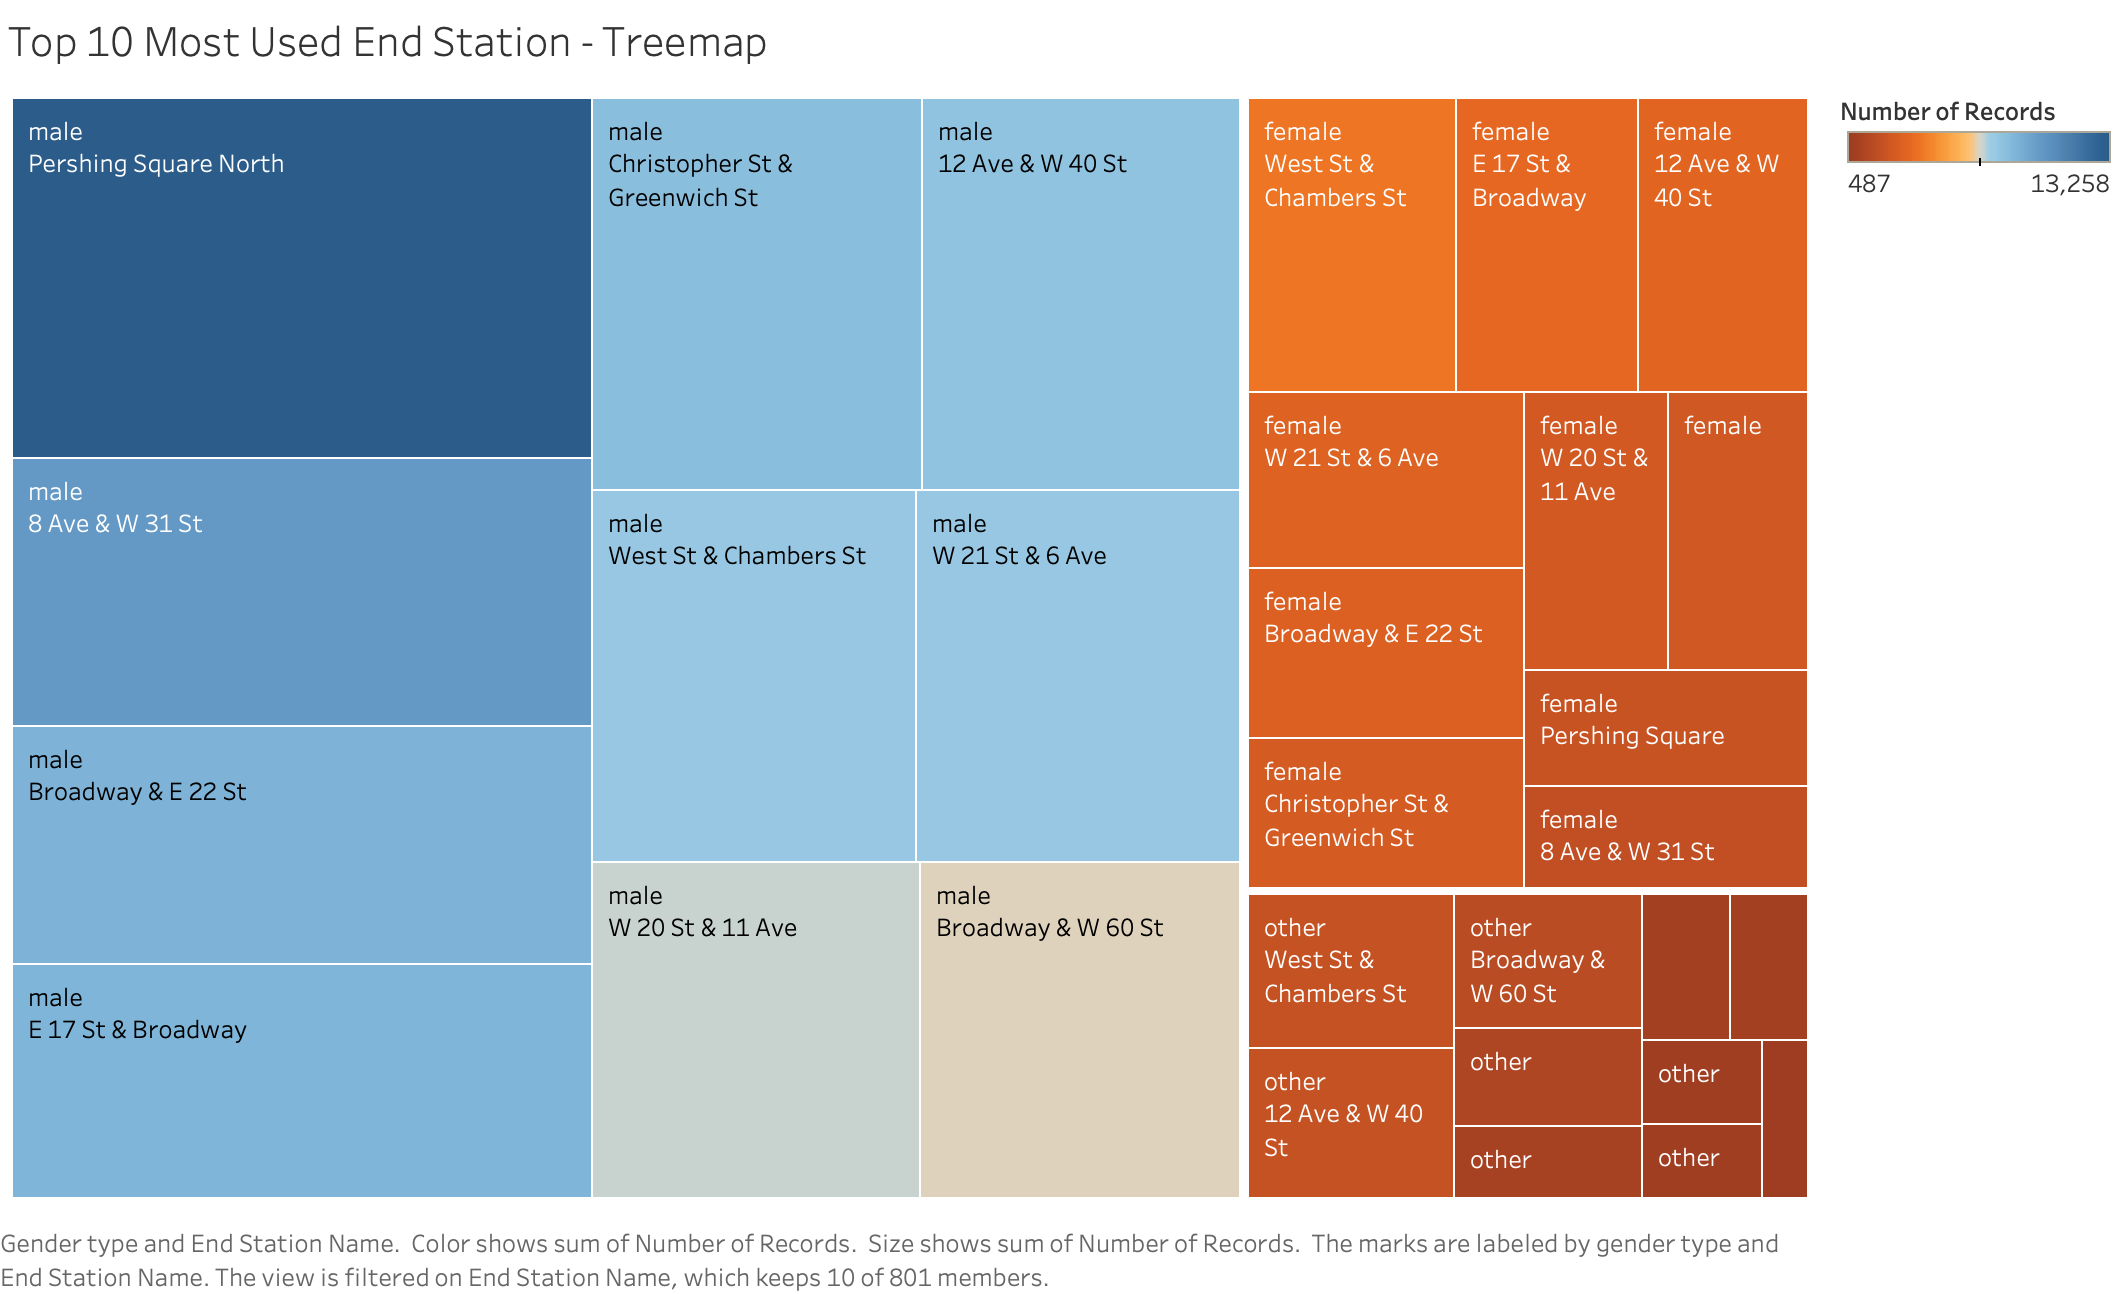 Top 10 Most Used End Station - Treemap
male
Pershing Square North
male
8 Ave & W 31 St
male
Broadway & E 22 St
male
E 17 St & Broadway
male
Christopher St &
Greenwich St
male
12 Ave & W 40 St
male
West St & Chambers St
male
W 21 St & 6 Ave
male
W 20 St & 11 Ave
male
Broadway & W 60 St
female
West St &
Chambers St
female
E 17 St &
Broadway
female
12 Ave & W
40 St
female
W 21 St & 6 Ave
female
Broadway & E 22 St
female
Christopher St &
Greenwich St
female
W 20 St &
11 Ave
female
female
Pershing Square
female
8 Ave & W 31 St
other
West St &
Chambers St
other
12 Ave & W 40
St
other
Broadway &
W 60 St
other
other
other
other
Number of Records
487
13,258
Gender type and End Station Name.  Color shows sum of Number of Records.  Size shows sum of Number of Records.  The marks are labeled by gender type and
End Station Name. The view is filtered on End Station Name, which keeps 10 of 801 members.